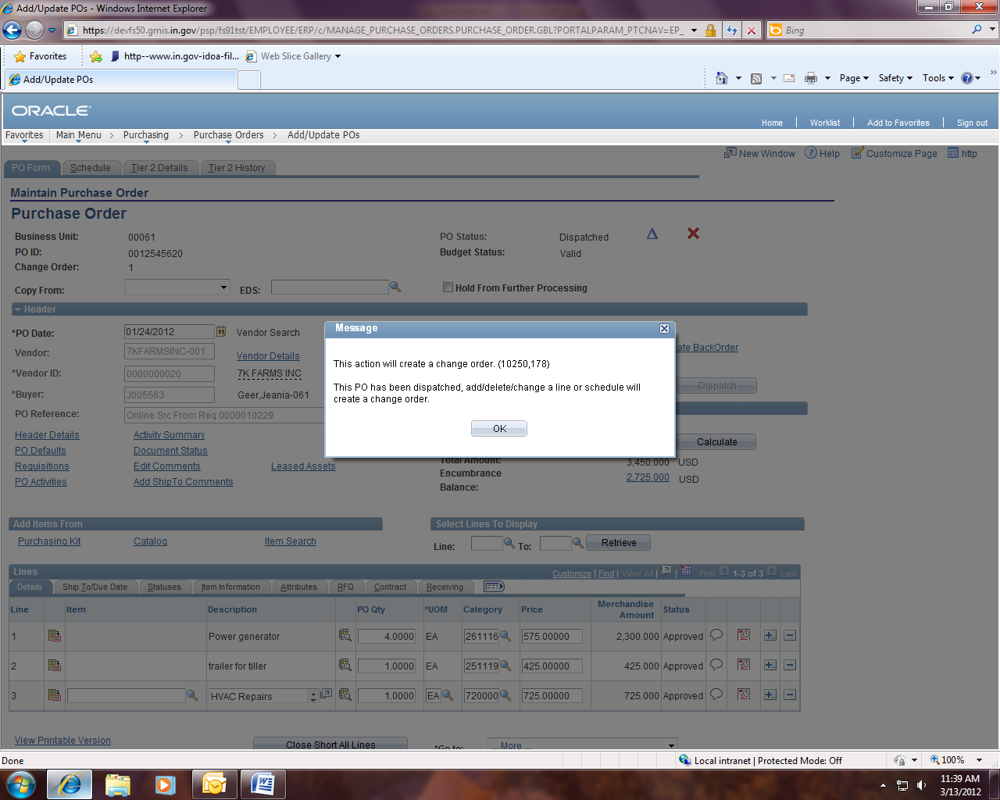 Add/Update POs - Windows Internet Explorer
https://devfs50.gmis.in.gov/psp/fs91tst/EMPLOYEE/ERP/c/MANAGE_PURCHASE_ORDERS.PURCHASE_ORDER.GBL?PORTALPARAM_PTCNAV=EP_
Bing
Favorites
http--www.in.gov-idoa-fil...
Web Slice Gallery
Add/Update POs
Page
Safety
Tools
ORACLE
Home
Worklist
Add to Favorites
Sign out
Favorites
Main Menu > Purchasing > Purchase Orders > Add/Update POs
New Window
Help
Customize Page
http
PO Form
Schedule
Tier 2 Details
Tier 2 History
Maintain Purchase Order
Purchase Order
Business Unit: 00061
PO Status: Dispatched
PO ID: 0012545620
Budget Status: Valid
Change Order: 1
Copy From:
EDS:
Hold From Further Processing
Header
*PO Date: 01/24/2012 31 Vendor Search
Vendor: 7KFARMSINC-001 Vendor Details
BackOrder
*Vendor ID: 0000000020 7K FARMS INC
*Buyer: J005563 Geer,Jeania-061
Dispatch
PO Reference: Online Src From Req 0000010229
Message
This action will create a change order. (10250,178)
This PO has been dispatched, add/delete/change a line or schedule will
create a change order.
OK
Header Details
Activity Summary
PO Defaults
Document Status
Calculate
Requisitions
Edit Comments
Leased Assets
PO Activities
Add ShipTo Comments
Total Amount: 3,450.000 USD
Encumbrance
Balance:
2,725.000 USD
Add Items From
Purchasing Kit
Catalog
Item Search
Select Lines To Display
Line: To: Retrieve
Lines
Customize | Find | View All | | First 1-3 of 3 Last
Details
Ship To/Due Date
Statuses
Item Information
Attributes
RFQ
Contract
Receiving
Line Item Description PO Qty *UOM Category Price Merchandise
Amount Status
1 Power generator 4.0000 EA 261116 575.00000 2,300.000 Approved
2 trailer for tiller 1.0000 EA 251119 425.00000 425.000 Approved
3 HVAC Repairs 1.0000 EA 720000 725.00000 725.000 Approved
View Printable Version
Close Short All Lines
*Go to: ... More ...
Done
Local intranet | Protected Mode: Off
100%
11:39 AM
3/13/2012